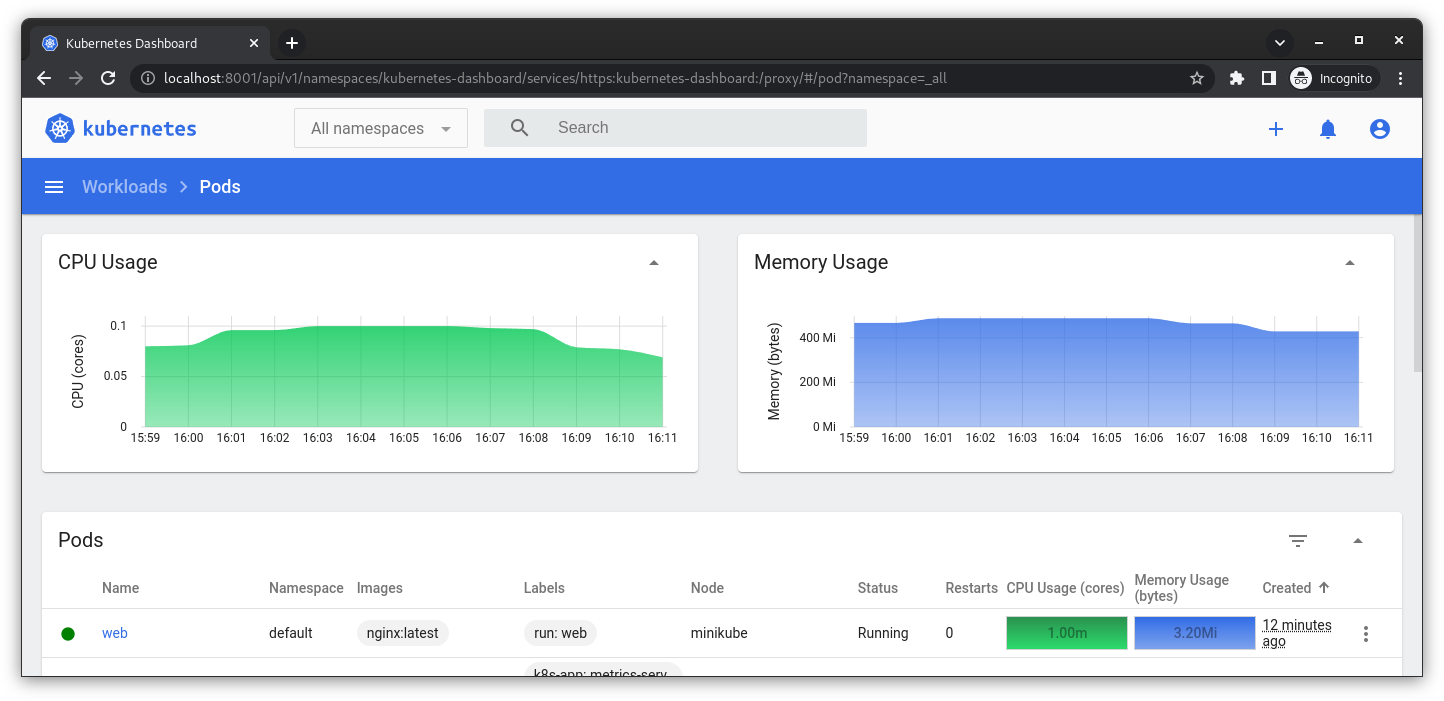 Kubernetes Dashboard
localhost:8001/api/v1/namespaces/kubernetes-dashboard/services/https:kubernetes-dashboard:/proxy/#/pod?namespace=_all
Incognito
kubernetes
All namespaces
Search
Workloads
Pods
CPU Usage
CPU (cores)
0.1
0.05
0
15:59 16:00 16:01 16:02 16:03 16:04 16:05 16:06 16:07 16:08 16:09 16:10 16:11
Memory Usage
Memory (bytes)
400 Mi
200 Mi
0 Mi
15:59 16:00 16:01 16:02 16:03 16:04 16:05 16:06 16:07 16:08 16:09 16:10 16:11
Pods
Name Namespace Images Labels Node Status Restarts CPU Usage (cores) Memory Usage (bytes) Created
web default nginx:latest run: web minikube Running 0 1.00m 3.20Mi 12 minutes ago
k8s-app: metrics-serv